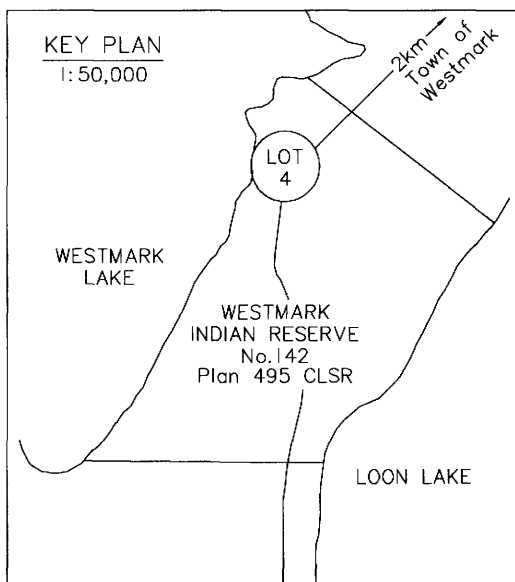 KEY PLAN
1:50,000
2km
Town of
Westmark
LOT
4
WESTMARK
LAKE
WESTMARK
INDIAN RESERVE
No.142
Plan 495 CLSR
LOON LAKE